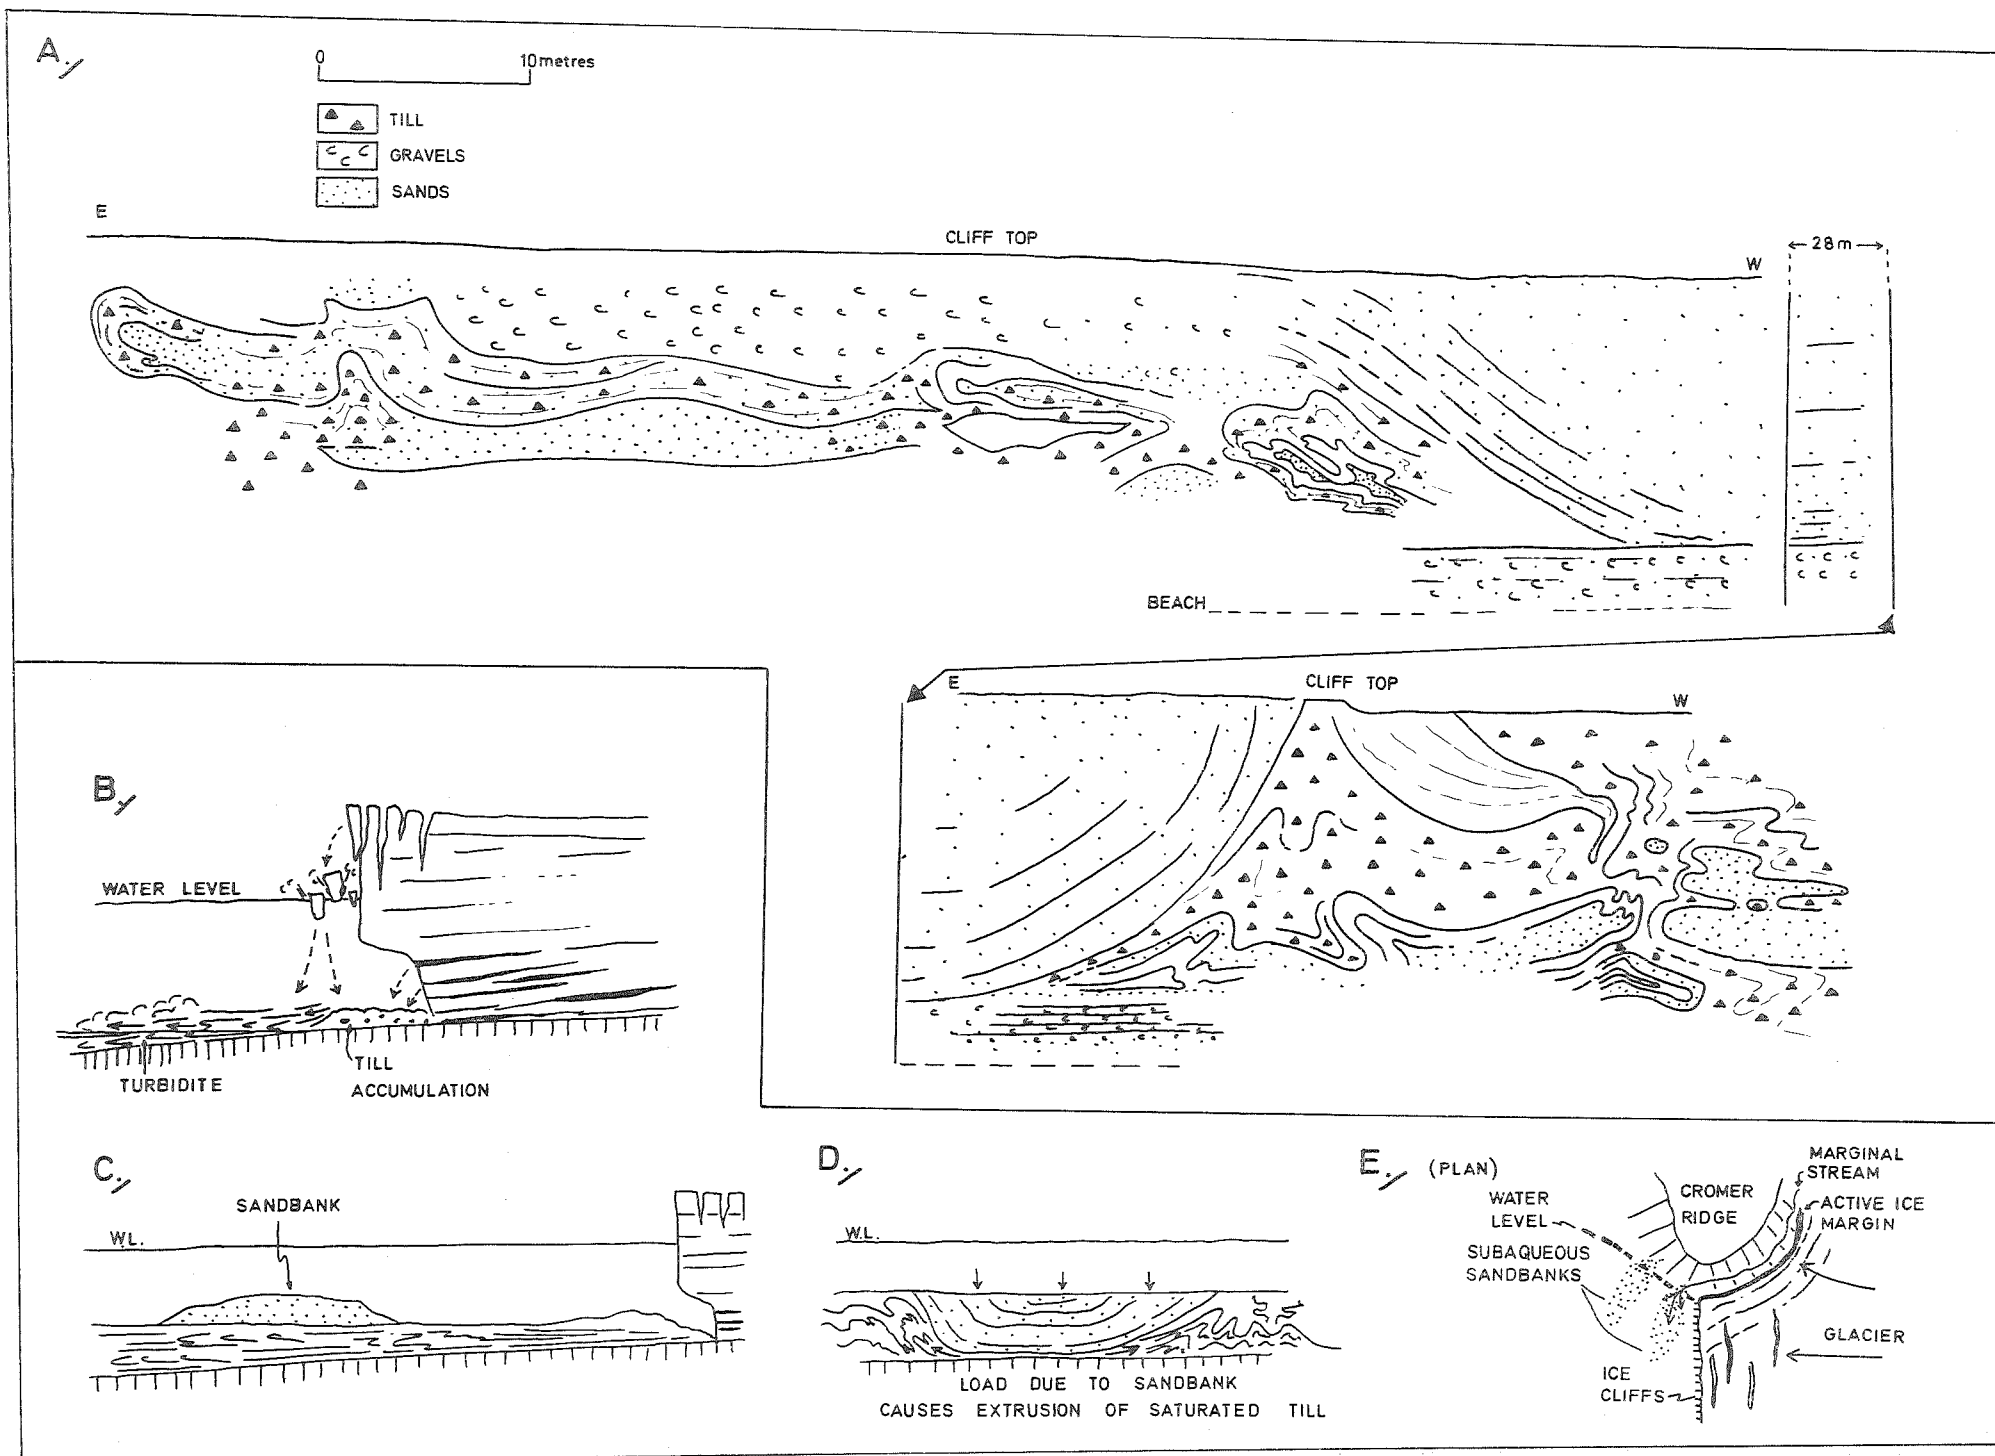 A./
0 10 metres
TILL
GRAVELS
SANDS
E
CLIFF TOP
W
28m
BEACH
E
CLIFF TOP
W
B./
WATER LEVEL
TURBIDITE
TILL
ACCUMULATION
C./
SANDBANK
W.L.
D./
W.L.
LOAD DUE TO SANDBANK
CAUSES EXTRUSION OF SATURATED TILL
E./ (PLAN)
MARGINAL
STREAM
CROMER
RIDGE
ACTIVE ICE
MARGIN
WATER
LEVEL
SUBAQUEOUS
SANDBANKS
GLACIER
ICE
CLIFFS